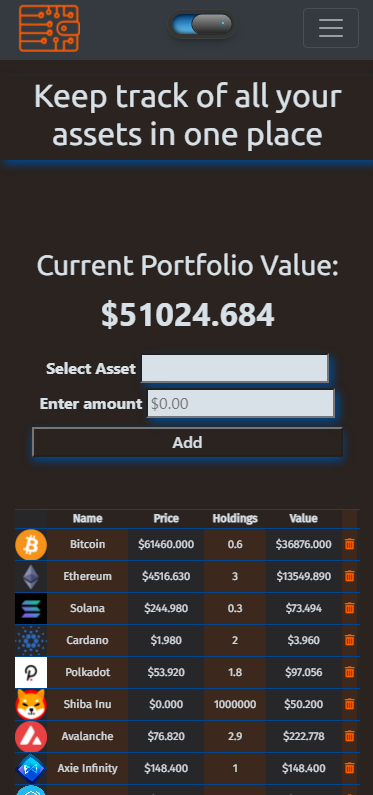 Keep track of all your
assets in one place
Current Portfolio Value:
$51024.684
Select Asset
Enter amount $0.00
Add
Name Price Holdings Value
Bitcoin $61460.000 0.6 $36876.000
Ethereum $4516.630 3 $13549.890
Solana $244.980 0.3 $73.494
Cardano $1.980 2 $3.960
Polkadot $53.920 1.8 $97.056
Shiba Inu $0.000 1000000 $50.200
Avalanche $76.820 2.9 $222.778
Axie Infinity $148.400 1 $148.400